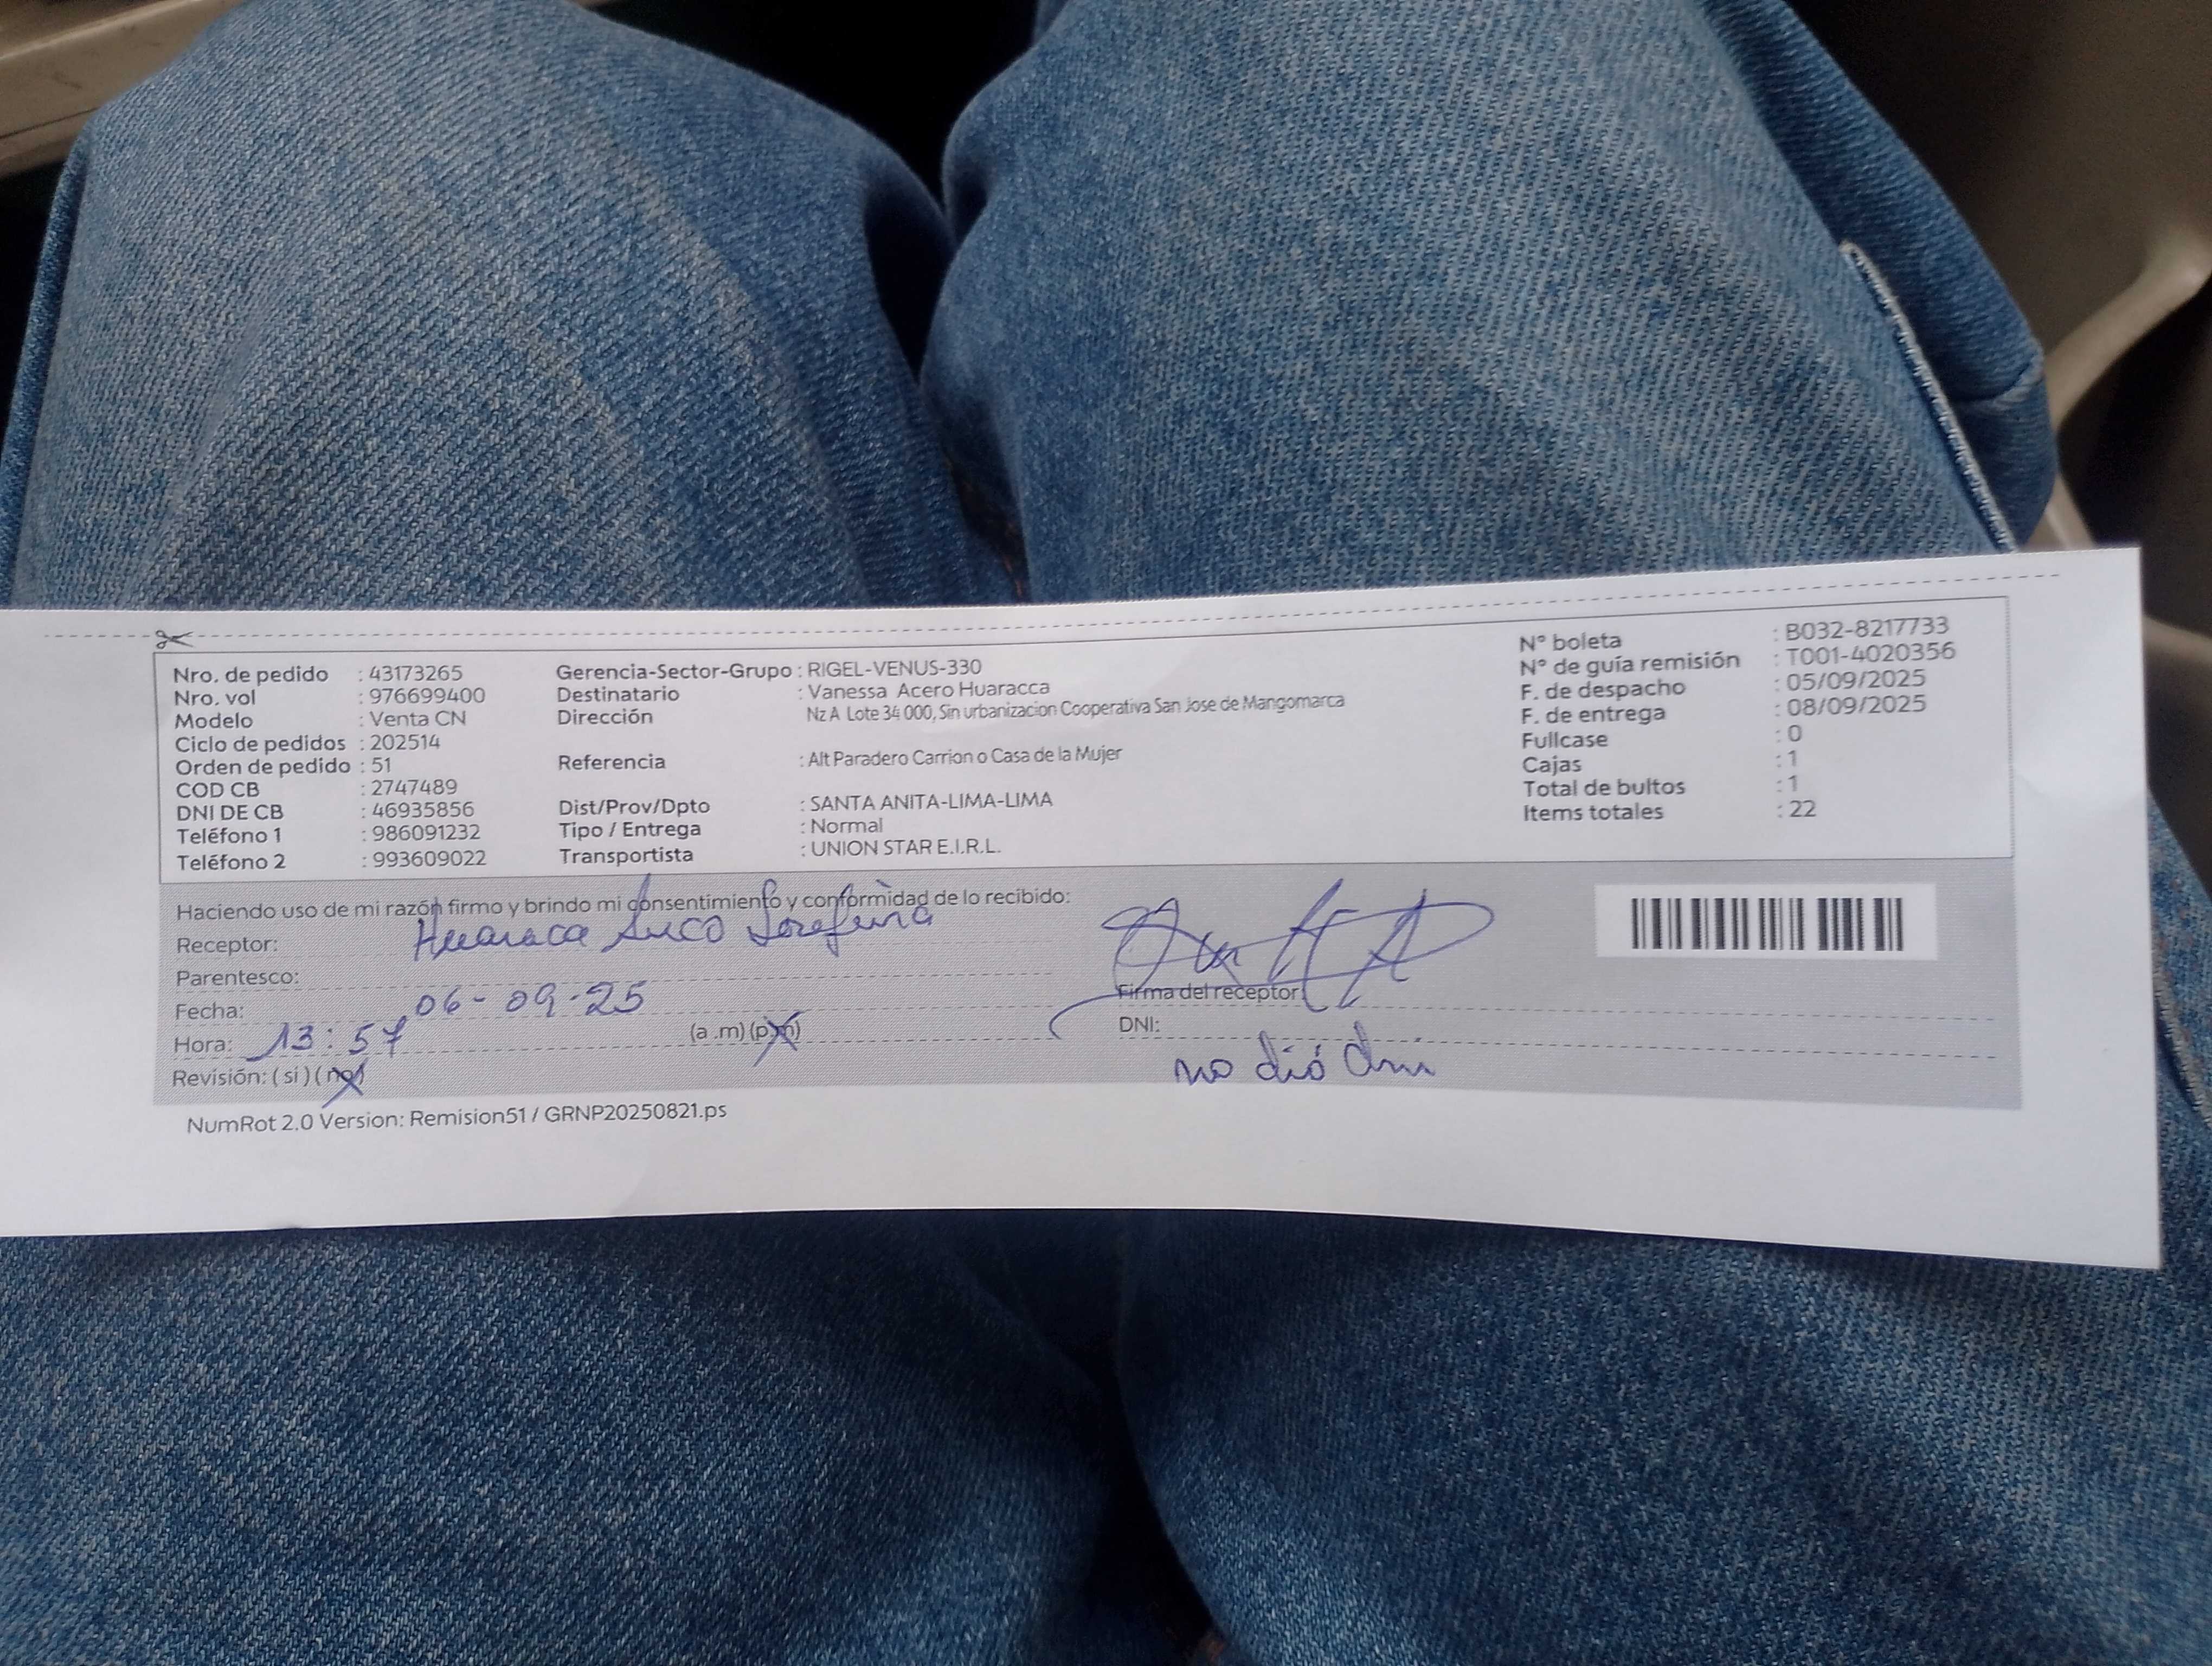 Nro. de pedido : 43173265
Nro. vol : 976699400
Modelo : Venta CN
Ciclo de pedidos : 202514
Orden de pedido : 51
COD CB : 2747489
DNI DE CB : 46935856
Teléfono 1 : 986091232
Teléfono 2 : 993609022
Gerencia-Sector-Grupo : RIGEL-VENUS-330
Destinatario : Vanessa Acero Huaracca
Dirección : Nz A Lote 34 000, Sin urbanizacion Cooperativa San Jose de Mangomarca
Referencia : Alt Paradero Carrion o Casa de la Mujer
Dist/Prov/Dpto : SANTA ANITA-LIMA-LIMA
Tipo / Entrega : Normal
Transportista : UNION STAR E.I.R.L.
N° boleta : B032-8217733
N° de guía remisión : T001-4020356
F. de despacho : 05/09/2025
F. de entrega : 08/09/2025
Fullcase : 0
Cajas : 1
Total de bultos : 1
Items totales : 22
Haciendo uso de mi razón firmo y brindo mi consentimiento y conformidad de lo recibido:
Receptor: Huaraca Suco Josefina
Parentesco:
Fecha: 06-09-25
Hora: 13:57 (a .m) (p.m)
Revisión: ( si ) ( no )
Firma del receptor
DNI:
no dió dni
NumRot 2.0 Version: Remision51 / GRNP20250821.ps